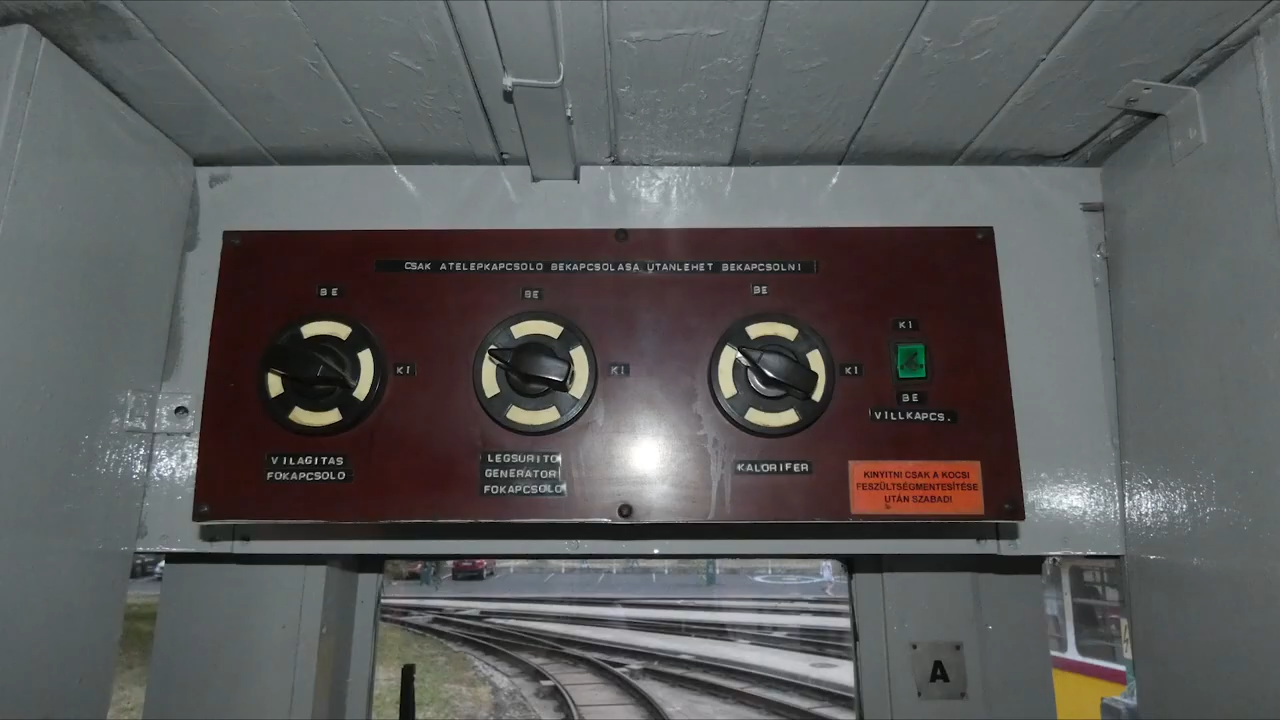 CSAK ATELEPKAPCSOLO BEKAPCSOLASA UTANLEHET BEKAPCSOLNI
BE
BE
BE
KI
KI
KI
KI
BE
VILLKAPCS.
VILAGITAS
FOKAPCSOLO
LEGSURITO
GENERATOR
FOKAPCSOLO
KALORIFER
KINYITNI CSAK A KOCSI
FESZÜLTSÉGMENTESÍTÉSE
UTÁN SZABAD!
A